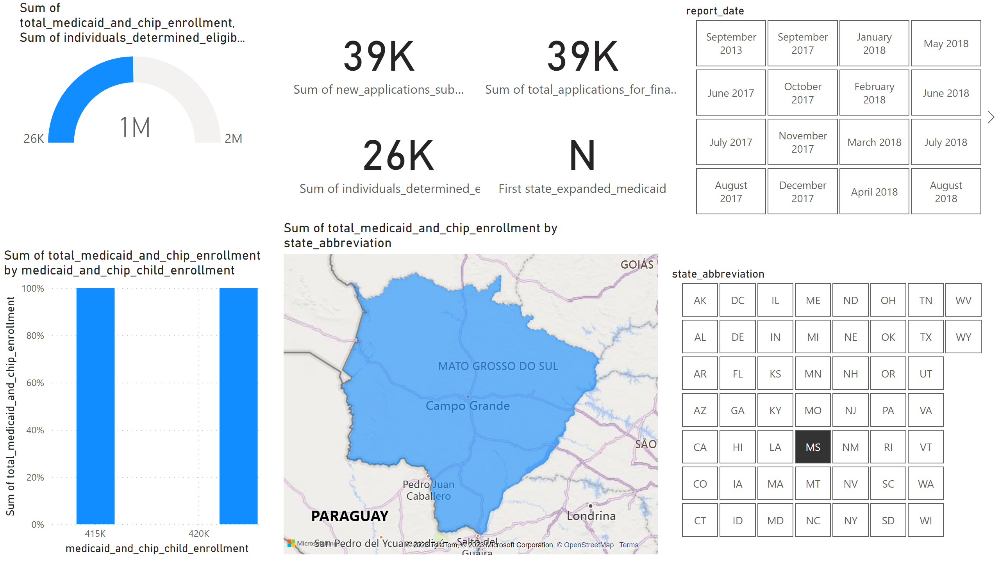 Sum of
total_medicaid_and_chip_enrollment,
Sum of individuals_determined_eligib...
26K
1M
2M
39K
Sum of new_applications_sub...
39K
Sum of total_applications_for_fina..
26K
Sum of individuals_determined_e
N
First state_expanded_medicaid
report_date
September
2013
September
2017
January
2018
May 2018
June 2017
October
2017
February
2018
June 2018
July 2017
November
2017
March 2018
July 2018
August
2017
December
2017
April 2018
August
2018
Sum of total_medicaid_and_chip_enrollment
by medicaid_and_chip_child_enrollment
Sum of total_medicaid_and_chip_enrollment
100%
80%
60%
40%
20%
0%
415K
420K
medicaid_and_chip_child_enrollment
Sum of total_medicaid_and_chip_enrollment by
state_abbreviation
GOIÁS
MATO GROSSO DO SUL
Campo Grande
SÃO
Pedro Juan
Caballero
PARAGUAY
Londrina
San Pedro del Ycuamandiyú
Salto del
Guaira
Microsoft Bing
© 2023 TomTom, © 2023 Microsoft Corporation, © OpenStreetMap Terms
state_abbreviation
AK DC IL ME ND OH TN WV
AL DE IN MI NE OK TX WY
AR FL KS MN NH OR UT
AZ GA KY MO NJ PA VA
CA HI LA MS NM RI VT
CO IA MA MT NV SC WA
CT ID MD NC NY SD WI